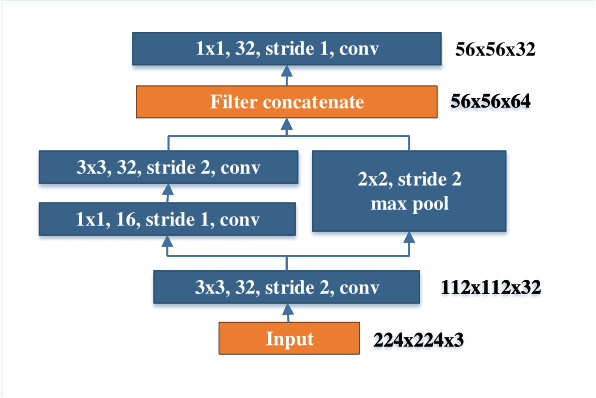 1x1, 32, stride 1, conv
56x56x32
Filter concatenate
56x56x64
3x3, 32, stride 2, conv
2x2, stride 2
max pool
1x1, 16, stride 1, conv
3x3, 32, stride 2, conv
112x112x32
Input
224x224x3